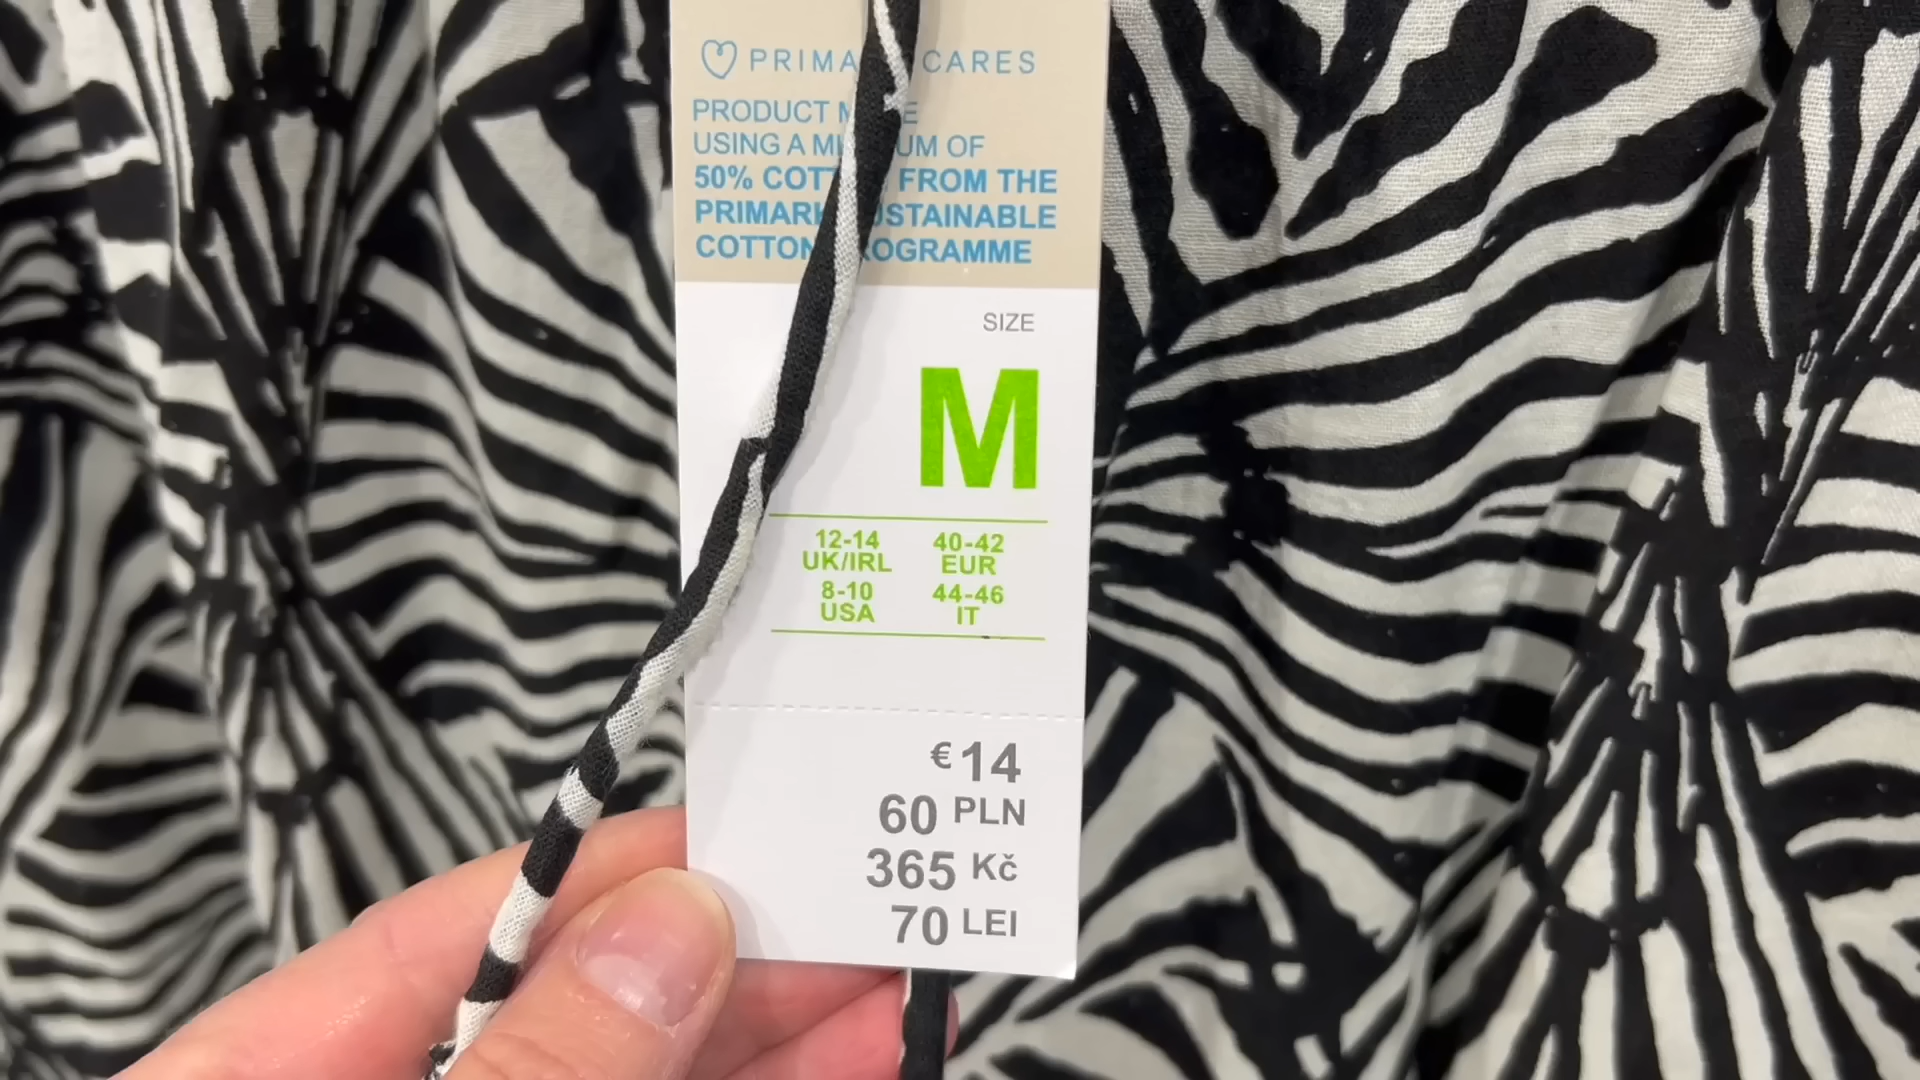 PRIMA CARES
PRODUCT M E
USING A MI UM OF
50% COTT FROM THE
PRIMARK USTAINABLE
COTTON ROGRAMME
SIZE
M
12-14 40-42
UK/IRL EUR
8-10 44-46
USA IT
€14
60 PLN
365 Kč
70 LEI